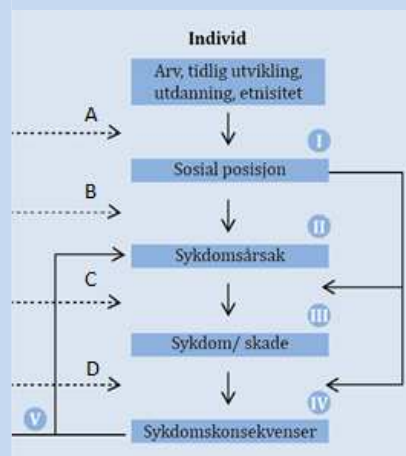 Individ
Arv, tidlig utvikling,
utdanning, etnisitet
A
I
Sosial posisjon
B
II
Sykdomsårsak
C
III
Sykdom/ skade
D
IV
V
Sykdomskonsekvenser